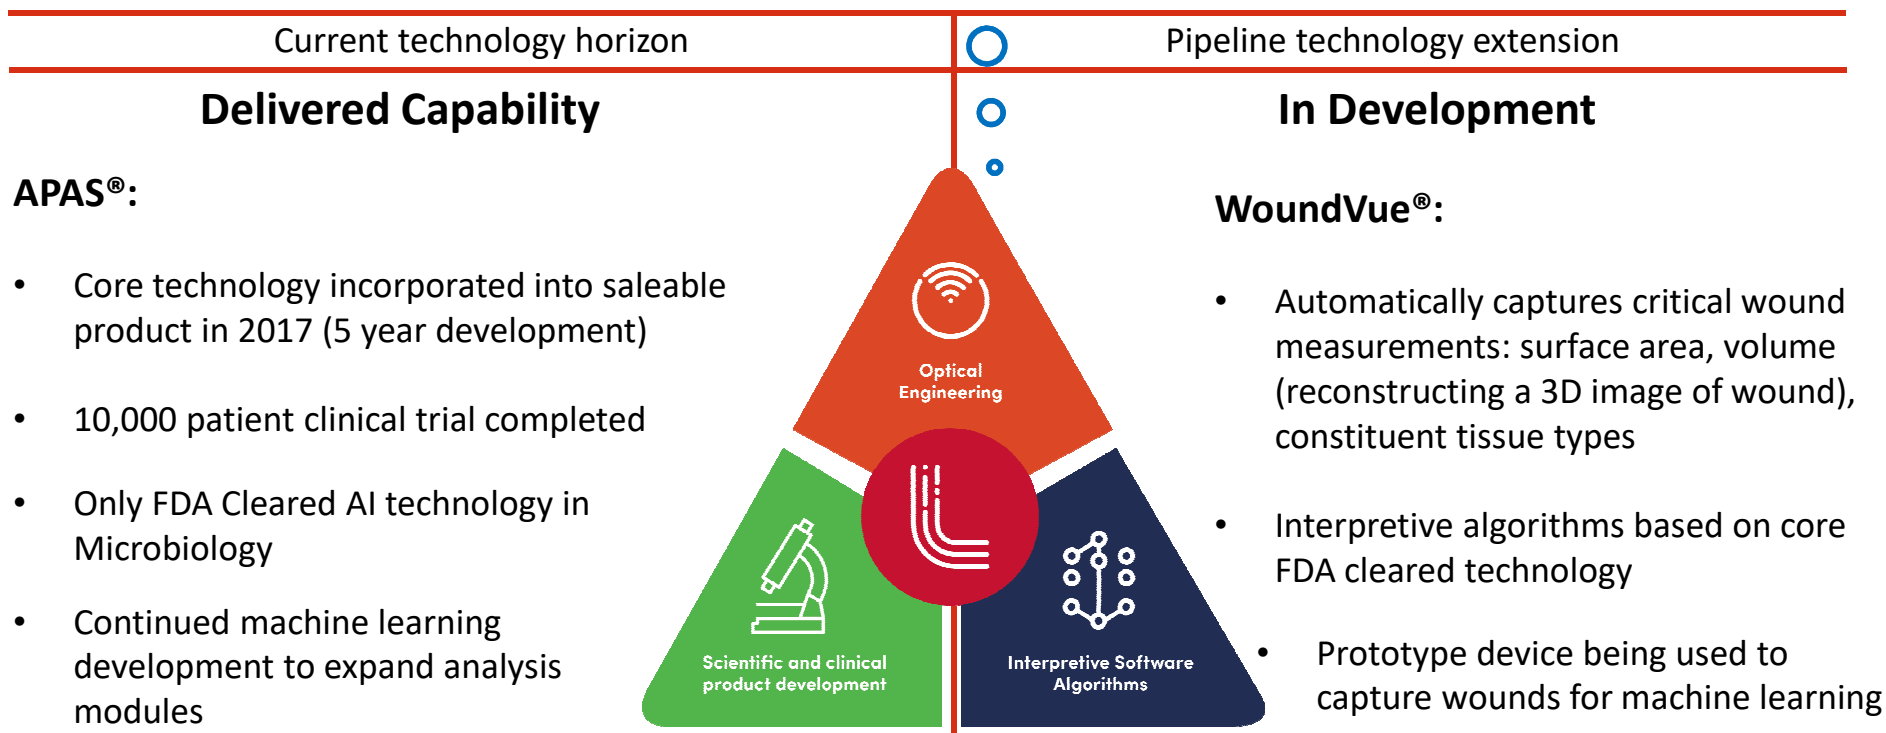 Current technology horizon
Pipeline technology extension
Delivered Capability
In Development
APAS®:
• Core technology incorporated into saleable
product in 2017 (5 year development)
• 10,000 patient clinical trial completed
• Only FDA Cleared AI technology in
Microbiology
• Continued machine learning
development to expand analysis
modules
Optical
Engineering
Scientific and clinical
product development
Interpretive Software
Algorithms
WoundVue®:
• Automatically captures critical wound
measurements: surface area, volume
(reconstructing a 3D image of wound),
constituent tissue types
• Interpretive algorithms based on core
FDA cleared technology
• Prototype device being used to
capture wounds for machine learning